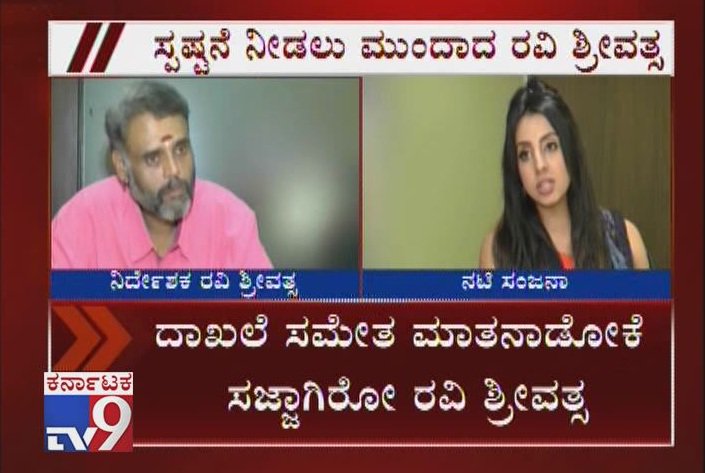 ಸ್ಪಷ್ಟನೆ ನೀಡಲು ಮುಂದಾದ ರವಿ ಶ್ರೀವತ್ಸ
ನಿರ್ದೇಶಕ ರವಿ ಶ್ರೀವತ್ಸ
ನಟಿ ಸಂಜನಾ
ದಾಖಲೆ ಸಮೇತ ಮಾತನಾಡೋಕೆ
ಸಜ್ಜಾಗಿರೋ ರವಿ ಶ್ರೀವತ್ಸ
ಕರ್ನಾಟಕ
TV9